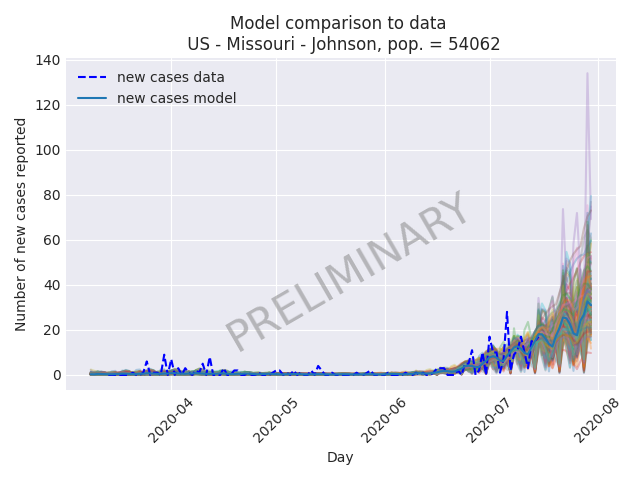 Model comparison to data
US - Missouri - Johnson, pop. = 54062
140
120
100
80
60
40
20
0
Number of new cases reported
new cases data
new cases model
PRELIMINARY
2020-04
2020-05
2020-06
2020-07
2020-08
Day